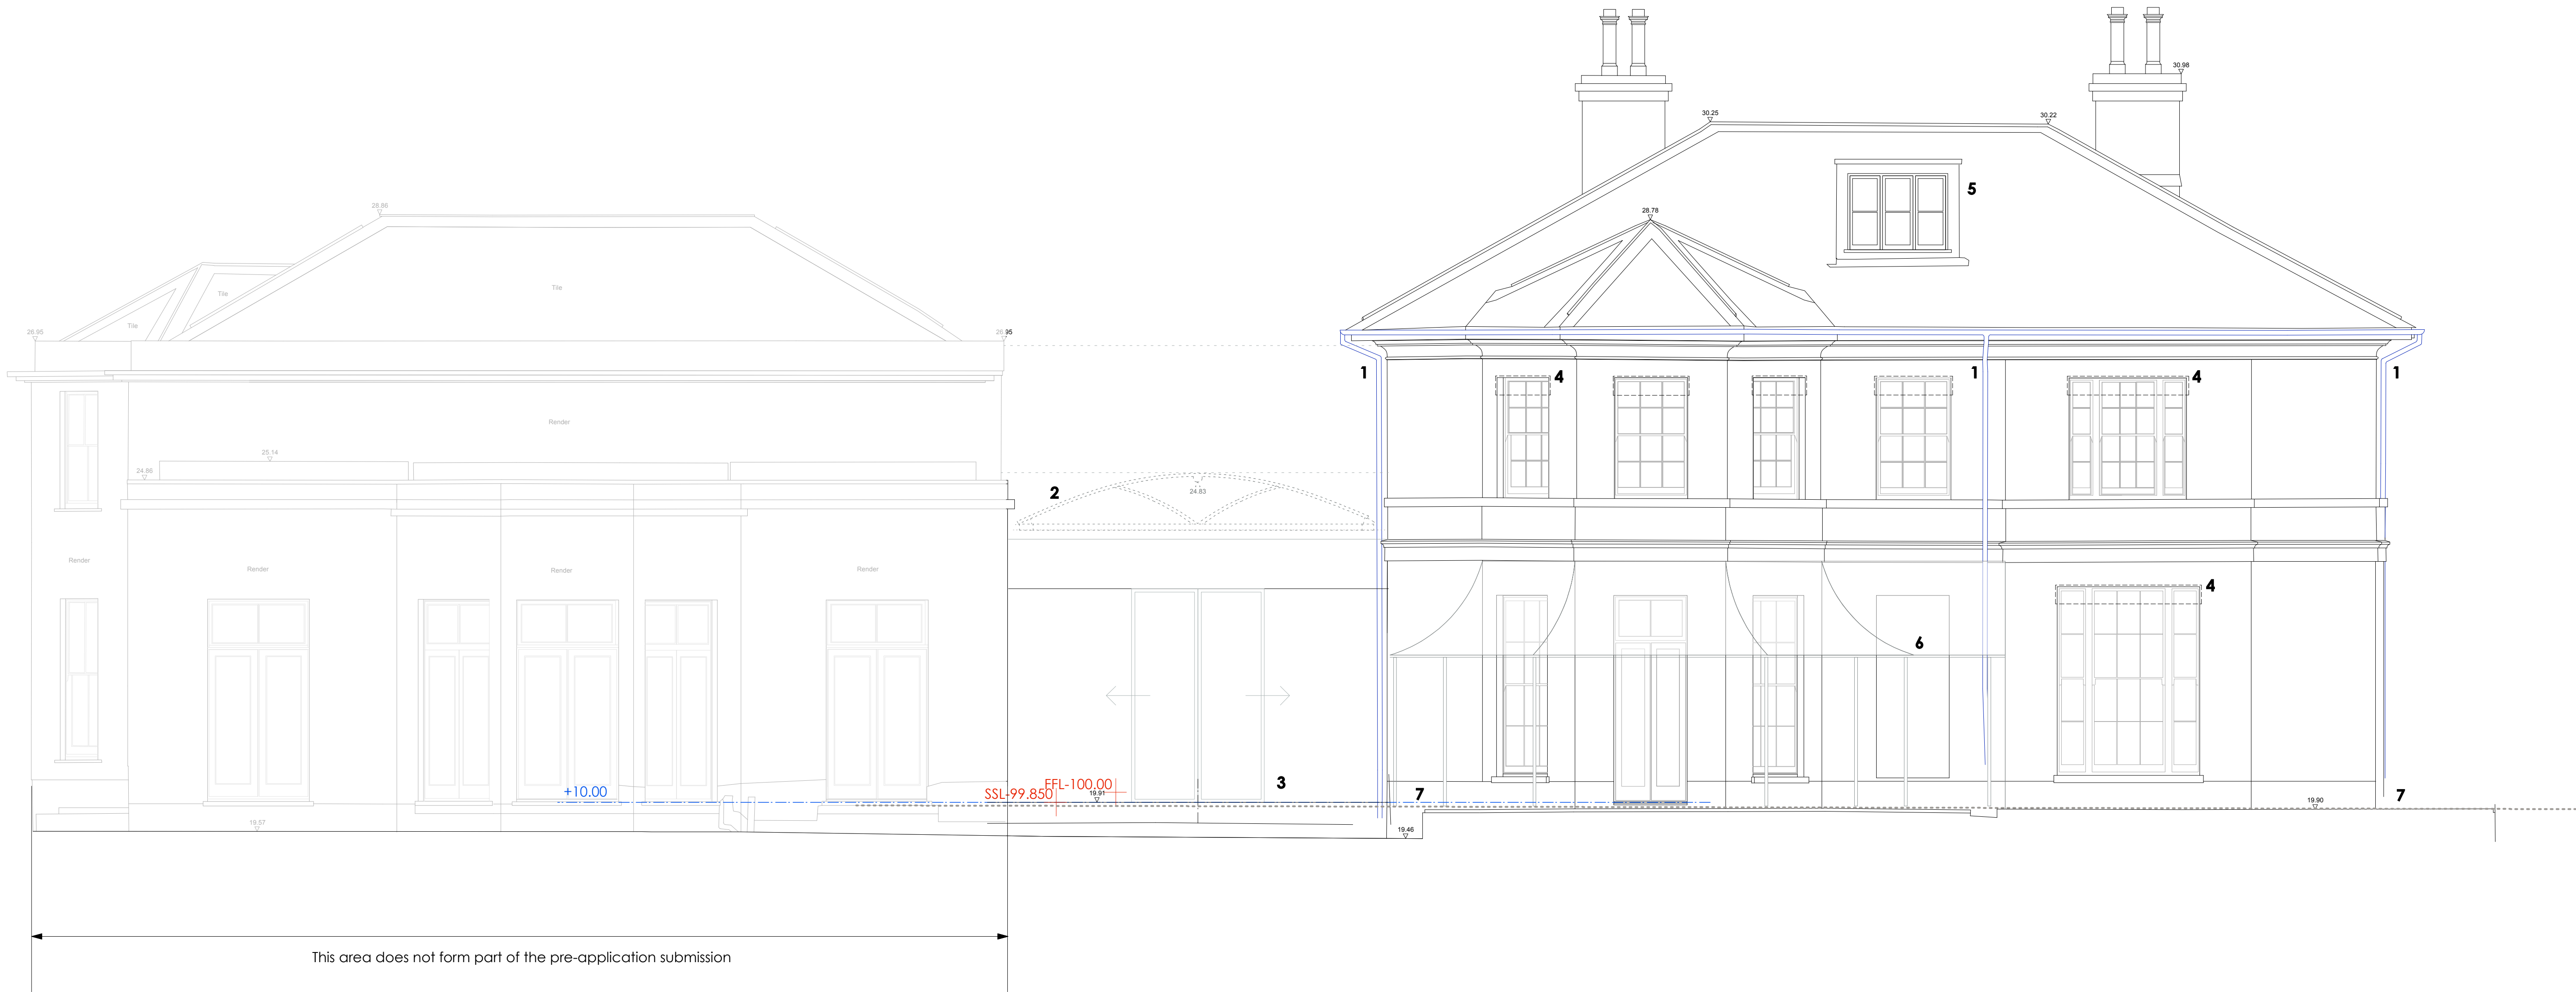 30.98
30.25
30.22
5
28.86
28.78
Tile
Tile
Tile
26.95
26.95
1
1
1
4
4
Render
25.14
24.86
2
24.83
Render
Render
Render
Render
4
6
+10.00
SSL-99.850
FFL-100.00
19.91
3
7
7
19.90
19.57
19.46
This area does not form part of the pre-application submission